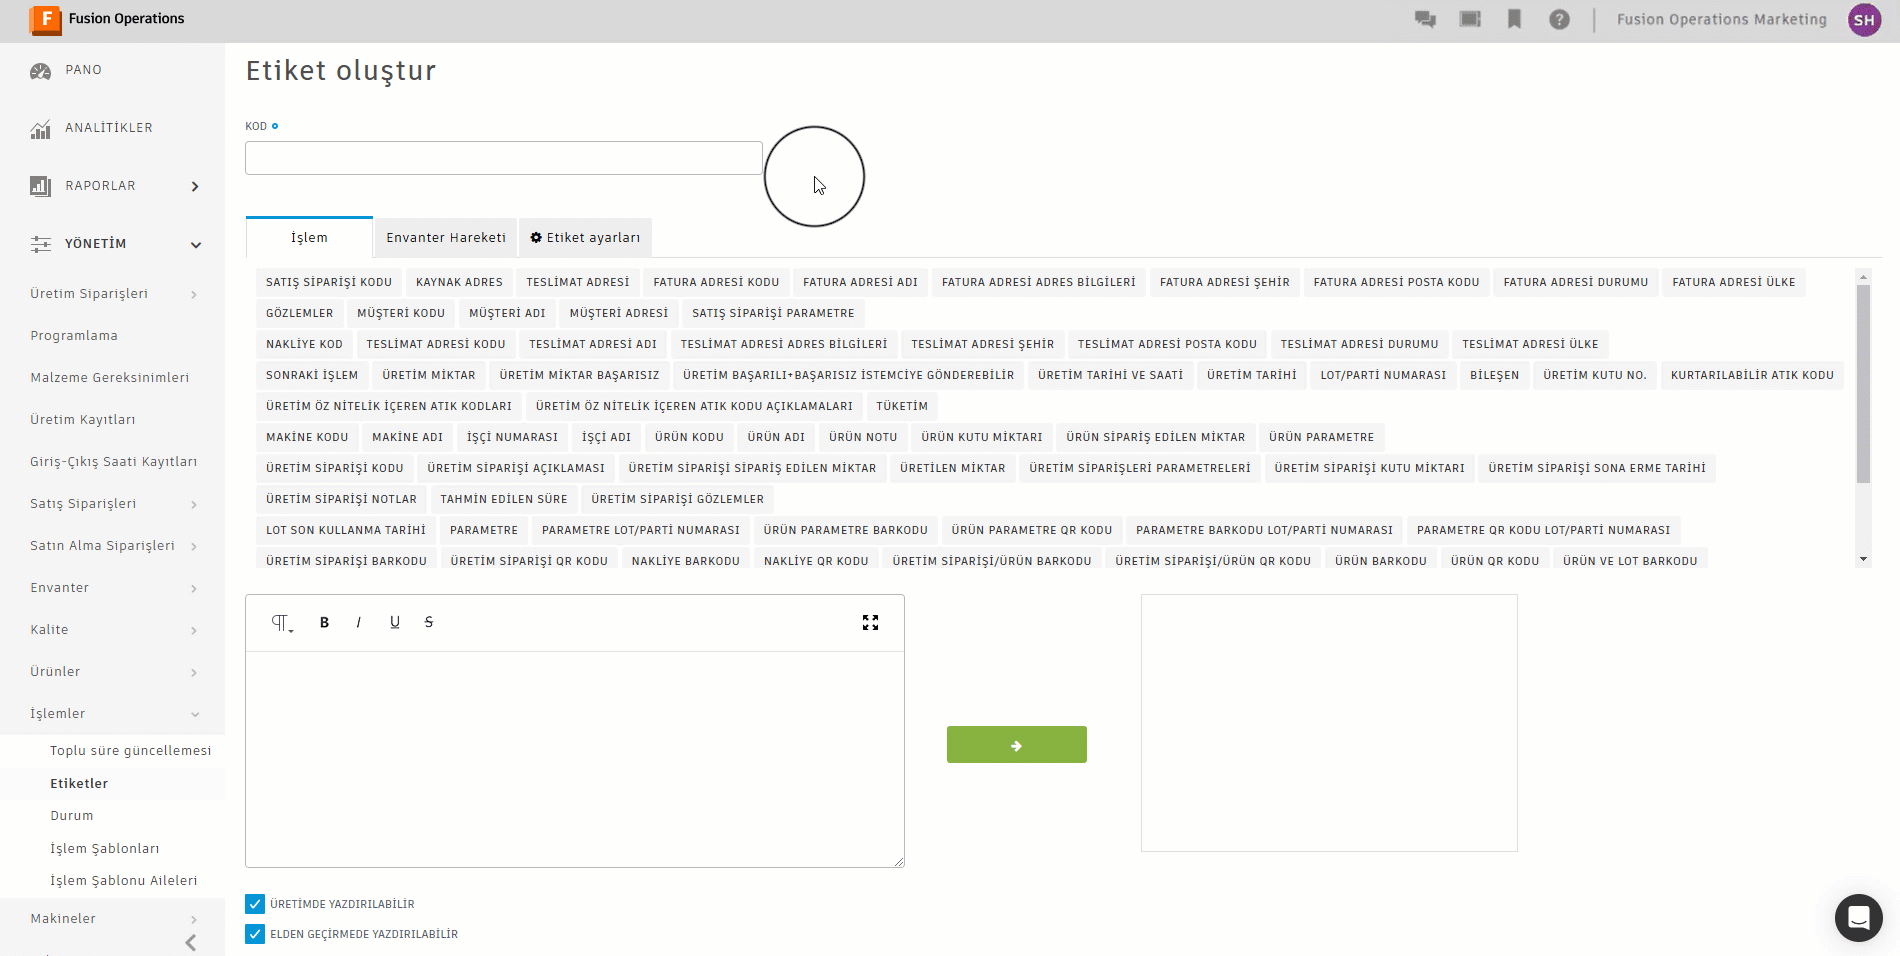 Fusion Operations
Fusion Operations Marketing
SH
PANO
ANALİTİKLER
RAPORLAR
YÖNETİM
Üretim Siparişleri
Programlama
Malzeme Gereksinimleri
Üretim Kayıtları
Giriş-Çıkış Saati Kayıtları
Satış Siparişleri
Satın Alma Siparişleri
Envanter
Kalite
Ürünler
İşlemler
Toplu süre güncellemesi
Etiketler
Durum
İşlem Şablonları
İşlem Şablonu Aileleri
Makineler
Etiket oluştur
KOD
İşlem Envanter Hareketi Etiket ayarları
SATIŞ SİPARİŞİ KODU KAYNAK ADRES TESLİMAT ADRESİ FATURA ADRESİ KODU FATURA ADRESİ ADI FATURA ADRESİ ADRES BİLGİLERİ FATURA ADRESİ ŞEHİR FATURA ADRESİ POSTA KODU FATURA ADRESİ DURUMU FATURA ADRESİ ÜLKE
GÖZLEMLER MÜŞTERİ KODU MÜŞTERİ ADI MÜŞTERİ ADRESİ SATIŞ SİPARİŞİ PARAMETRE
NAKLİYE KOD TESLİMAT ADRESİ KODU TESLİMAT ADRESİ ADI TESLİMAT ADRESİ ADRES BİLGİLERİ TESLİMAT ADRESİ ŞEHİR TESLİMAT ADRESİ POSTA KODU TESLİMAT ADRESİ DURUMU TESLİMAT ADRESİ ÜLKE
SONRAKİ İŞLEM ÜRETİM MİKTAR ÜRETİM MİKTAR BAŞARISIZ ÜRETİM BAŞARILI+BAŞARISIZ İSTEMCİYE GÖNDEREBİLİR ÜRETİM TARİHİ VE SAATİ ÜRETİM TARİHİ LOT/PARTİ NUMARASI BİLEŞEN ÜRETİM KUTU NO. KURTARILABİLİR ATIK KODU
ÜRETİM ÖZ NİTELİK İÇEREN ATIK KODLARI ÜRETİM ÖZ NİTELİK İÇEREN ATIK KODU AÇIKLAMALARI TÜKETİM
MAKİNE KODU MAKİNE ADI İŞÇİ NUMARASI İŞÇİ ADI ÜRÜN KODU ÜRÜN ADI ÜRÜN NOTU ÜRÜN KUTU MİKTARI ÜRÜN SİPARİŞ EDİLEN MİKTAR ÜRÜN PARAMETRE
ÜRETİM SİPARİŞİ KODU ÜRETİM SİPARİŞİ AÇIKLAMASI ÜRETİM SİPARİŞİ SİPARİŞ EDİLEN MİKTAR ÜRETİLEN MİKTAR ÜRETİM SİPARİŞLERİ PARAMETRELERİ ÜRETİM SİPARİŞİ KUTU MİKTARI ÜRETİM SİPARİŞİ SONA ERME TARİHİ
ÜRETİM SİPARİŞİ NOTLAR TAHMİN EDİLEN SÜRE ÜRETİM SİPARİŞİ GÖZLEMLER
LOT SON KULLANMA TARİHİ PARAMETRE PARAMETRE LOT/PARTİ NUMARASI ÜRÜN PARAMETRE BARKODU ÜRÜN PARAMETRE QR KODU PARAMETRE BARKODU LOT/PARTİ NUMARASI PARAMETRE QR KODU LOT/PARTİ NUMARASI
ÜRETİM SİPARİŞİ BARKODU ÜRETİM SİPARİŞİ QR KODU NAKLİYE BARKODU NAKLİYE QR KODU ÜRETİM SİPARİŞİ/ÜRÜN BARKODU ÜRETİM SİPARİŞİ/ÜRÜN QR KODU ÜRÜN BARKODU ÜRÜN QR KODU ÜRÜN VE LOT BARKODU
B I U S
ÜRETİMDE YAZDIRILABİLİR
ELDEN GEÇİRMEDE YAZDIRILABİLİR